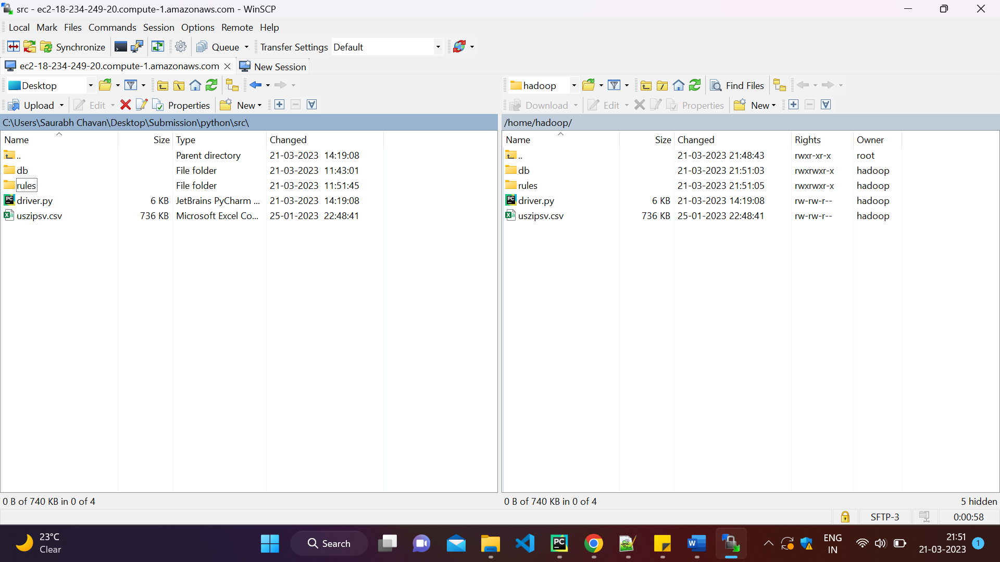 src - ec2-18-234-249-20.compute-1.amazonaws.com - WinSCP
Local Mark Files Commands Session Options Remote Help
Synchronize Queue Transfer Settings Default
ec2-18-234-249-20.compute-1.amazonaws.com New Session
Desktop
Upload Edit Properties New
C:\Users\Saurabh Chavan\Desktop\Submission\python\src\
Name Size Type Changed
.. Parent directory 21-03-2023 14:19:08
db File folder 21-03-2023 11:43:01
rules File folder 21-03-2023 11:51:45
driver.py 6 KB JetBrains PyCharm ... 21-03-2023 14:19:08
uszipsv.csv 736 KB Microsoft Excel Co... 25-01-2023 22:48:41
0 B of 740 KB in 0 of 4
hadoop Find Files
Download Edit Properties New
/home/hadoop/
Name Size Changed Rights Owner
.. 21-03-2023 21:48:43 rwxr-xr-x root
db 21-03-2023 21:51:03 rwxrwxr-x hadoop
rules 21-03-2023 21:51:05 rwxrwxr-x hadoop
driver.py 6 KB 21-03-2023 14:19:08 rw-rw-r-- hadoop
uszipsv.csv 736 KB 25-01-2023 22:48:41 rw-rw-r-- hadoop
0 B of 740 KB in 0 of 4 5 hidden
SFTP-3 0:00:58
23°C
Clear
Search
ENG
IN
21:51
21-03-2023
1